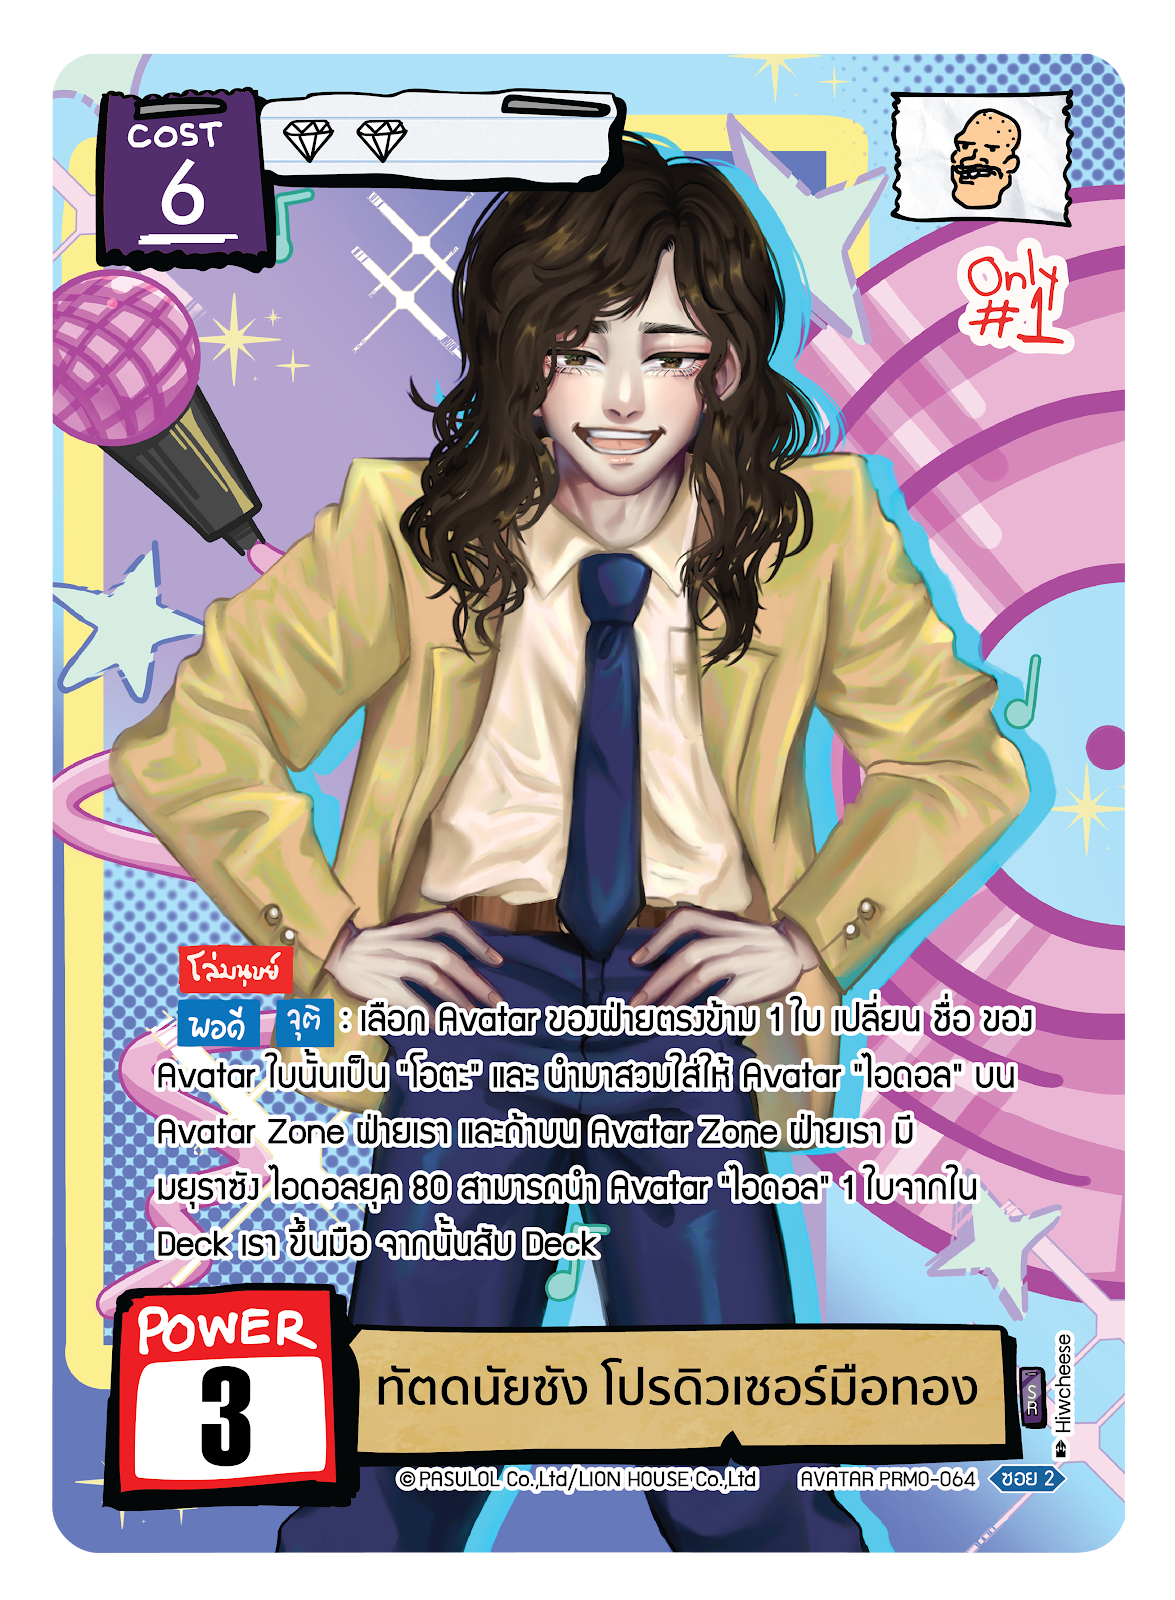 COST
6
Only
#1
โล่มนุษย์
พอดี จุติ : เลือก Avatar ของฝ่ายตรงข้าม 1 ใบ เปลี่ยน ชื่อ ของ
Avatar ใบนั้นเป็น "โอตะ" และ นำมาสวมใส่ให้ Avatar "ไอดอล" บน
Avatar Zone ฝ่ายเรา และถ้าบน Avatar Zone ฝ่ายเรา มี
มยุราซัง ไอดอลยุค 80 สามารถนำ Avatar "ไอดอล" 1 ใบจากใน
Deck เรา ขึ้นมือ จากนั้นสับ Deck
POWER
3
ทัตดนัยซัง โปรดิวเซอร์มือทอง
SR
Hiwcheese
© PASULOL Co.,Ltd/LION HOUSE Co.,Ltd AVATAR PRMO-064 ซอย 2